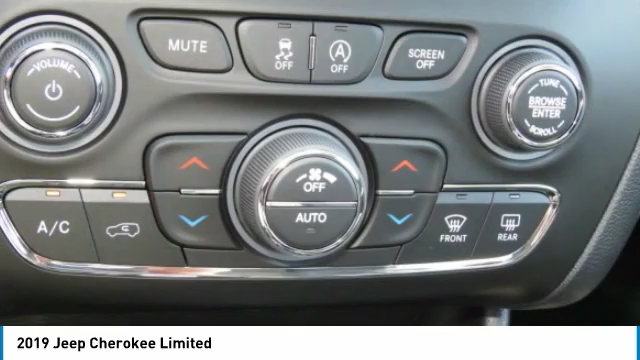 VOLUME
MUTE
OFF
A
OFF
SCREEN
OFF
TUNE
BROWSE
ENTER
SCROLL
OFF
AUTO
A/C
FRONT
REAR
2019 Jeep Cherokee Limited